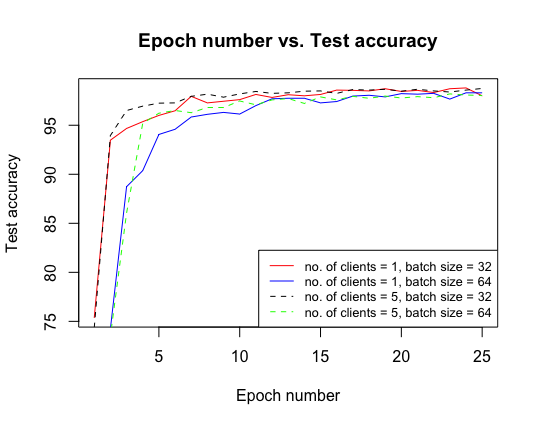 Epoch number vs. Test accuracy
Test accuracy
95
90
85
80
75
no. of clients = 1, batch size = 32
no. of clients = 1, batch size = 64
no. of clients = 5, batch size = 32
no. of clients = 5, batch size = 64
5 10 15 20 25
Epoch number